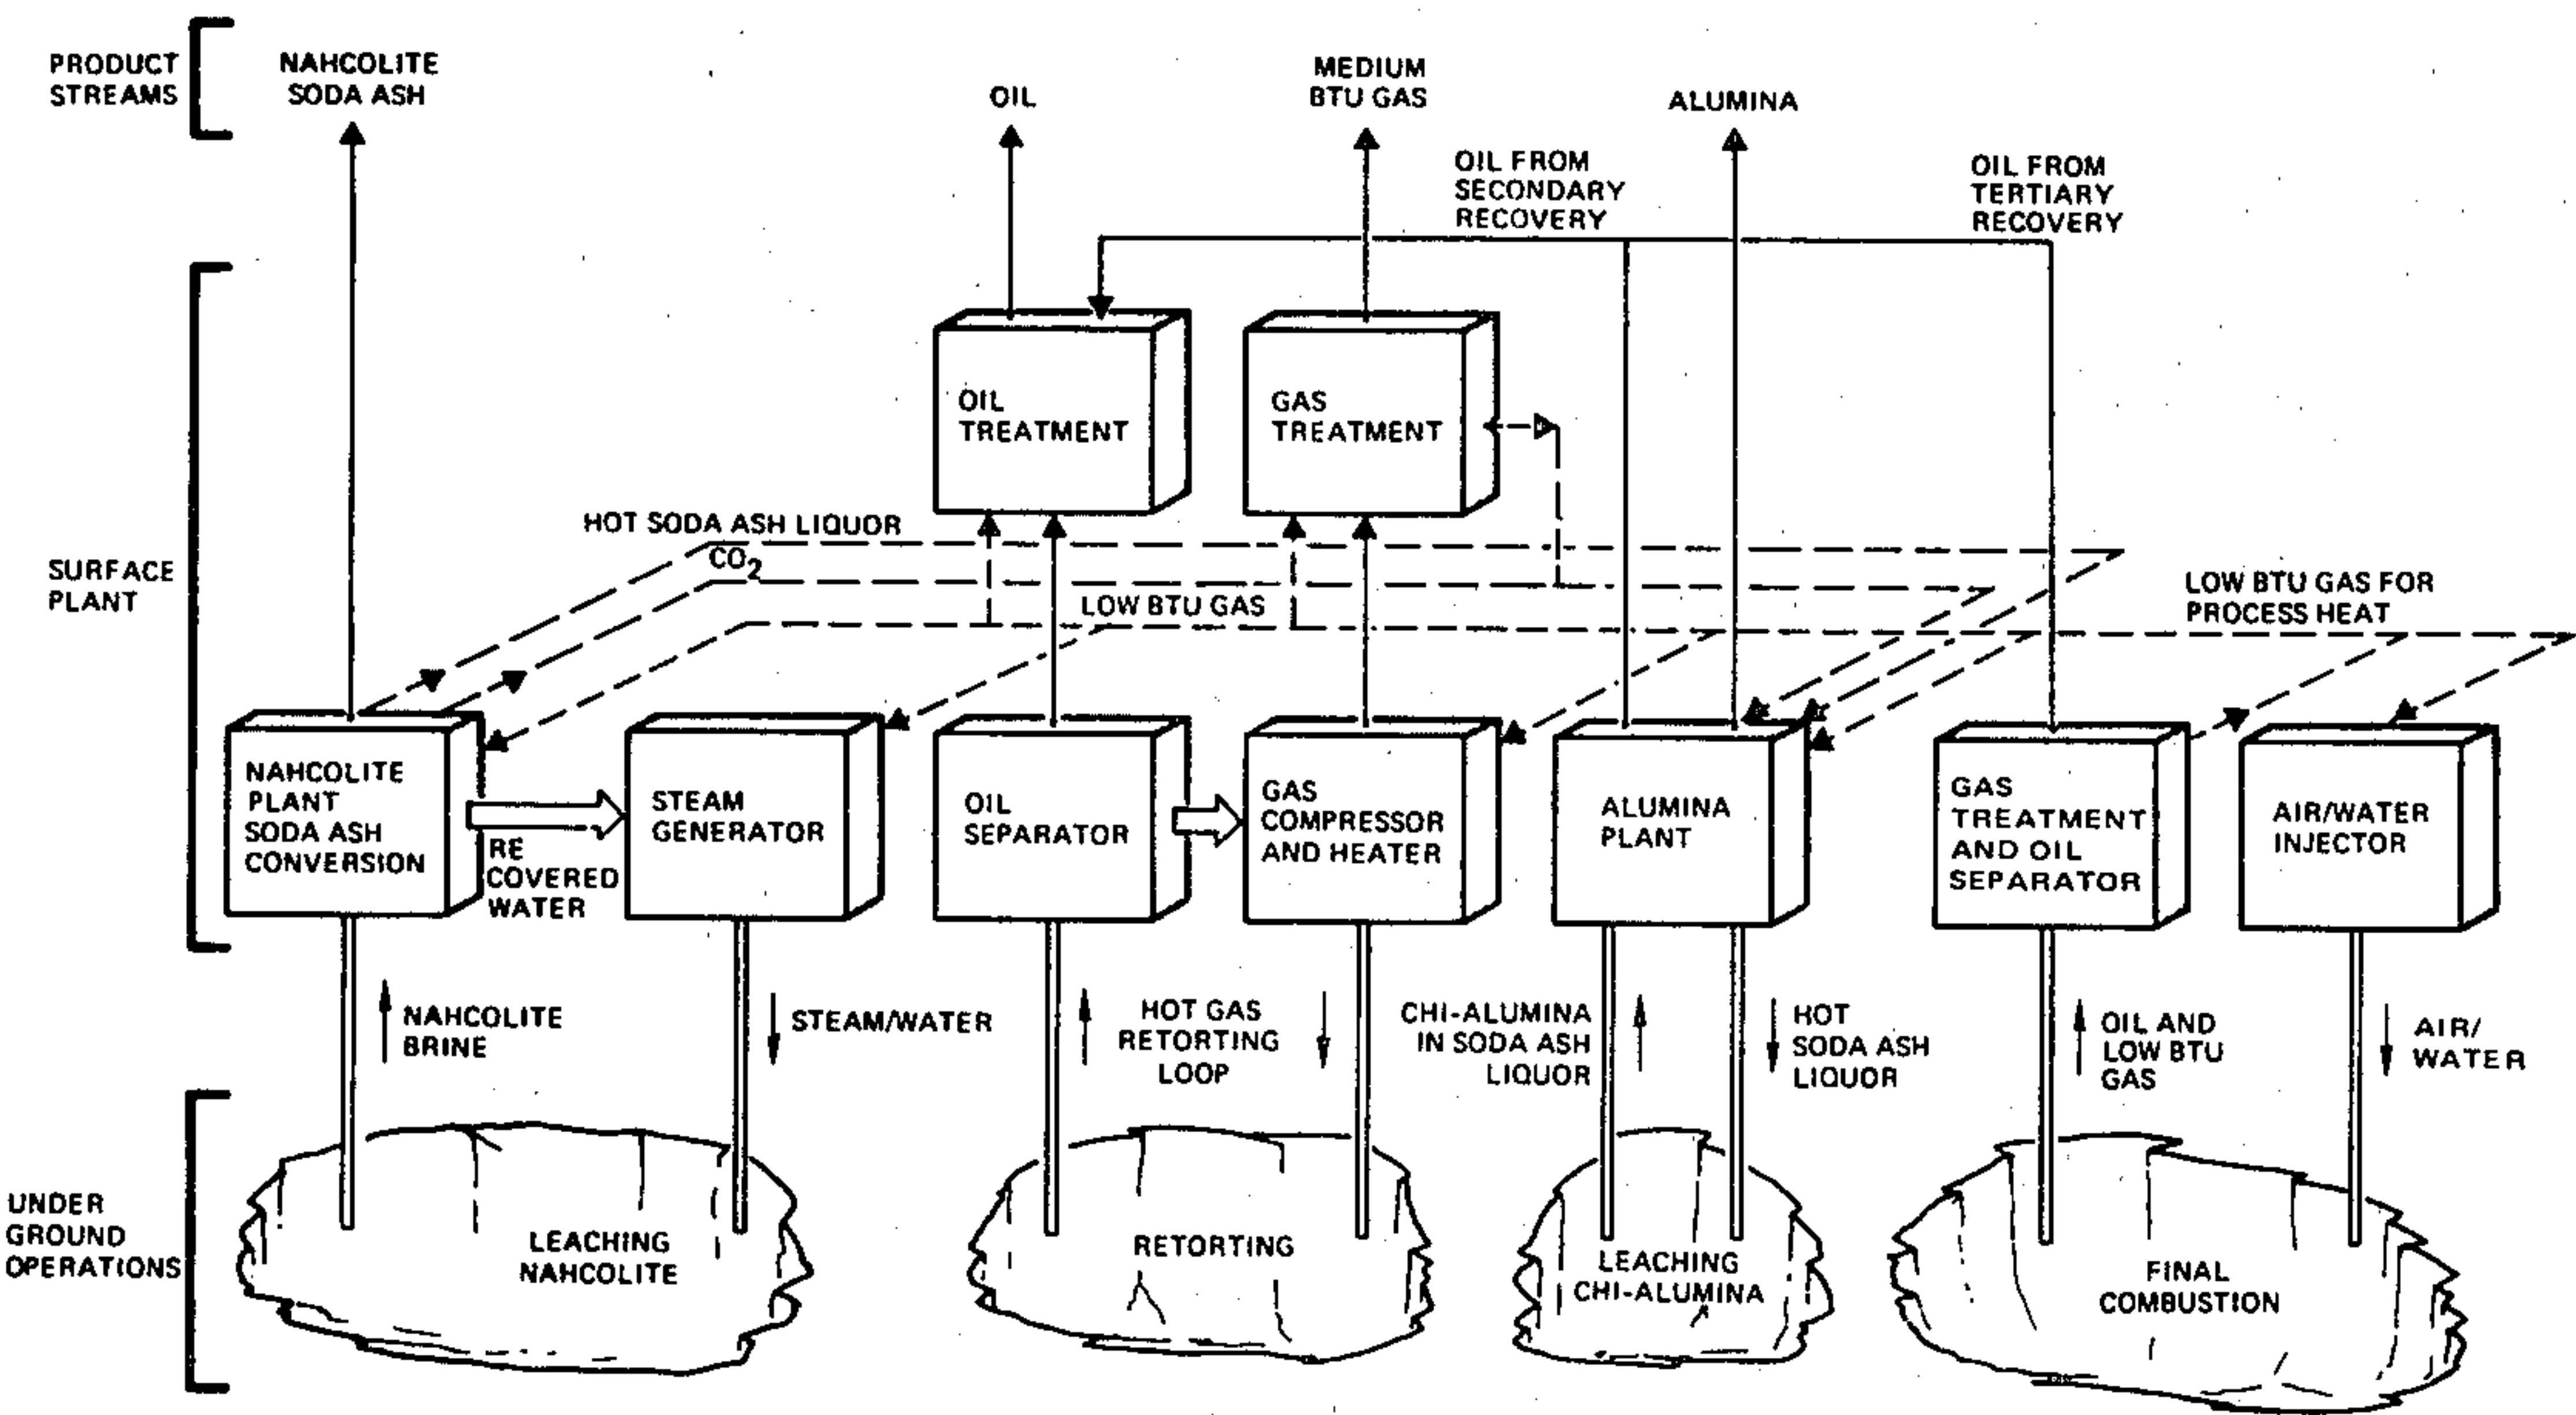 PRODUCT
STREAMS
NAHCOLITE
SODA ASH
OIL
MEDIUM
BTU GAS
ALUMINA
OIL FROM
SECONDARY
RECOVERY
OIL FROM
TERTIARY
RECOVERY
SURFACE
PLANT
OIL
TREATMENT
GAS
TREATMENT
HOT SODA ASH LIQUOR
CO2
LOW BTU GAS
LOW BTU GAS FOR
PROCESS HEAT
NAHCOLITE
PLANT
SODA ASH
CONVERSION
RE
COVERED
WATER
STEAM
GENERATOR
OIL
SEPARATOR
GAS
COMPRESSOR
AND HEATER
ALUMINA
PLANT
GAS
TREATMENT
AND OIL
SEPARATOR
AIR/WATER
INJECTOR
NAHCOLITE
BRINE
STEAM/WATER
HOT GAS
RETORTING
LOOP
CHI-ALUMINA
IN SODA ASH
LIQUOR
HOT
SODA ASH
LIQUOR
OIL AND
LOW BTU
GAS
AIR/
WATER
UNDER
GROUND
OPERATIONS
LEACHING
NAHCOLITE
RETORTING
LEACHING
CHI-ALUMINA
FINAL
COMBUSTION